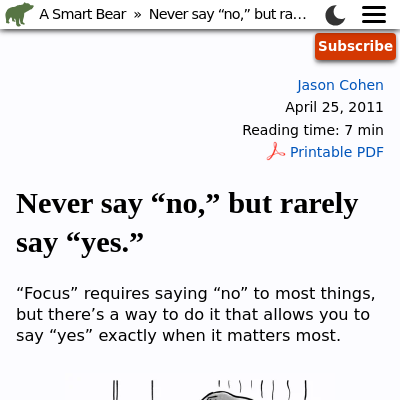 A Smart Bear » Never say “no,” but ra…
Subscribe
Jason Cohen
April 25, 2011
Reading time: 7 min
Printable PDF
Never say “no,” but rarely
say “yes.”
“Focus” requires saying “no” to most things,
but there’s a way to do it that allows you to
say “yes” exactly when it matters most.